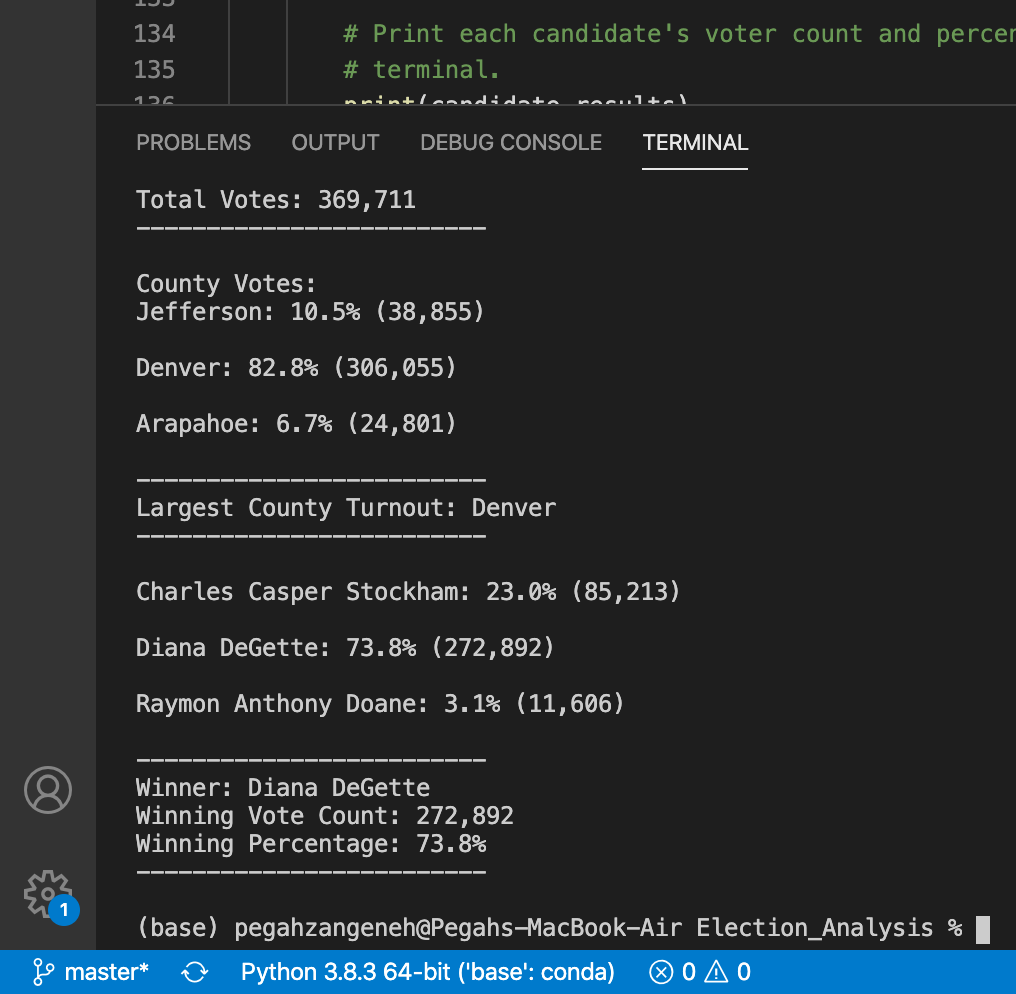 134 # Print each candidate's voter count and
135 # terminal.
PROBLEMS OUTPUT DEBUG CONSOLE TERMINAL
Total Votes: 369,711
-------------------------
County Votes:
Jefferson: 10.5% (38,855)
Denver: 82.8% (306,055)
Arapahoe: 6.7% (24,801)
-------------------------
Largest County Turnout: Denver
-------------------------
Charles Casper Stockham: 23.0% (85,213)
Diana DeGette: 73.8% (272,892)
Raymon Anthony Doane: 3.1% (11,606)
-------------------------
Winner: Diana DeGette
Winning Vote Count: 272,892
Winning Percentage: 73.8%
-------------------------
1
(base) pegahzangeneh@Pegahs-MacBook-Air Election_Analysis %
master* Python 3.8.3 64-bit ('base': conda) 0 0